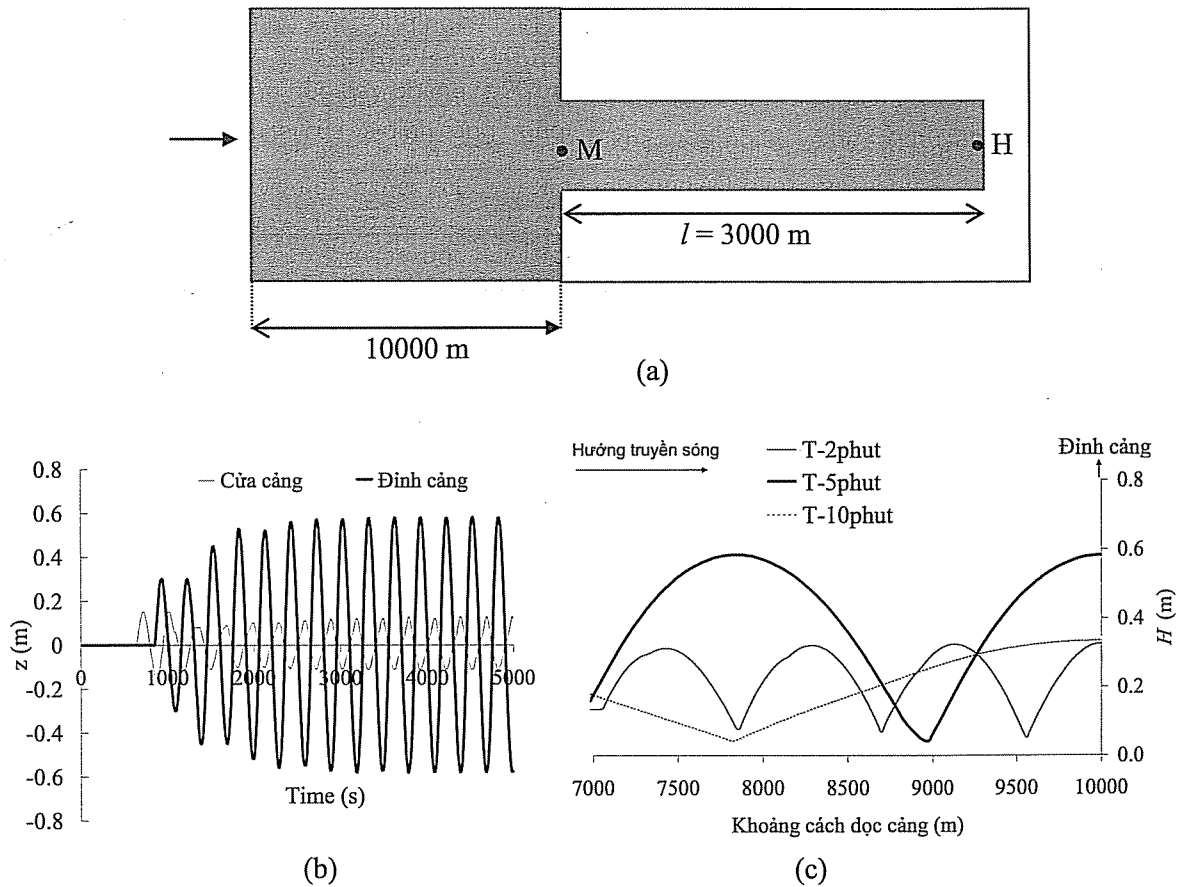 M
H
l = 3000 m
10000 m
(a)
0.8
0.6
0.4
0.2
0
-0.2
-0.4
-0.6
-0.8
z (m)
Cửa cảng
Đỉnh cảng
0
1000
2000
3000
4000
5000
Time (s)
(b)
Hướng truyền sóng
T-2phut
T-5phut
T-10phut
Đỉnh cảng
0.8
0.6
0.4
0.2
0.0
H (m)
7000
7500
8000
8500
9000
9500
10000
Khoảng cách dọc cảng (m)
(c)